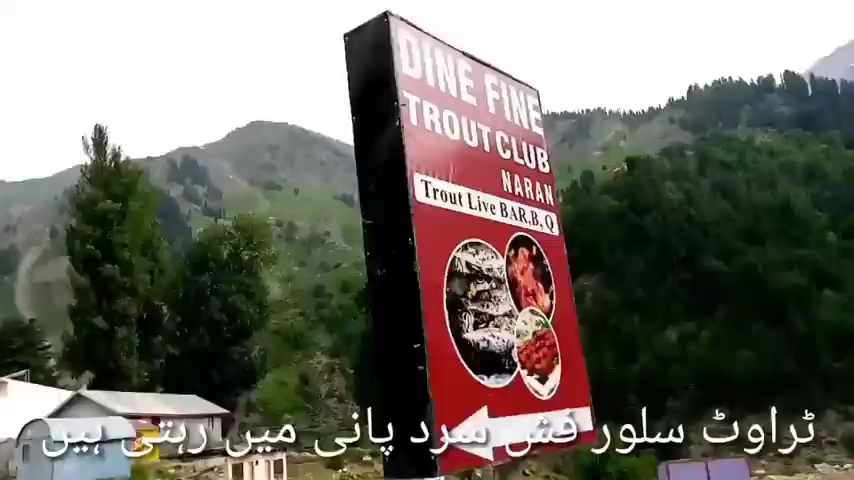 DINE FINE
TROUT CLUB
NARAN
Trout Live BAR,B,Q
ٹراوٹ سلور فش سرد پانی میں رہتی ہیں